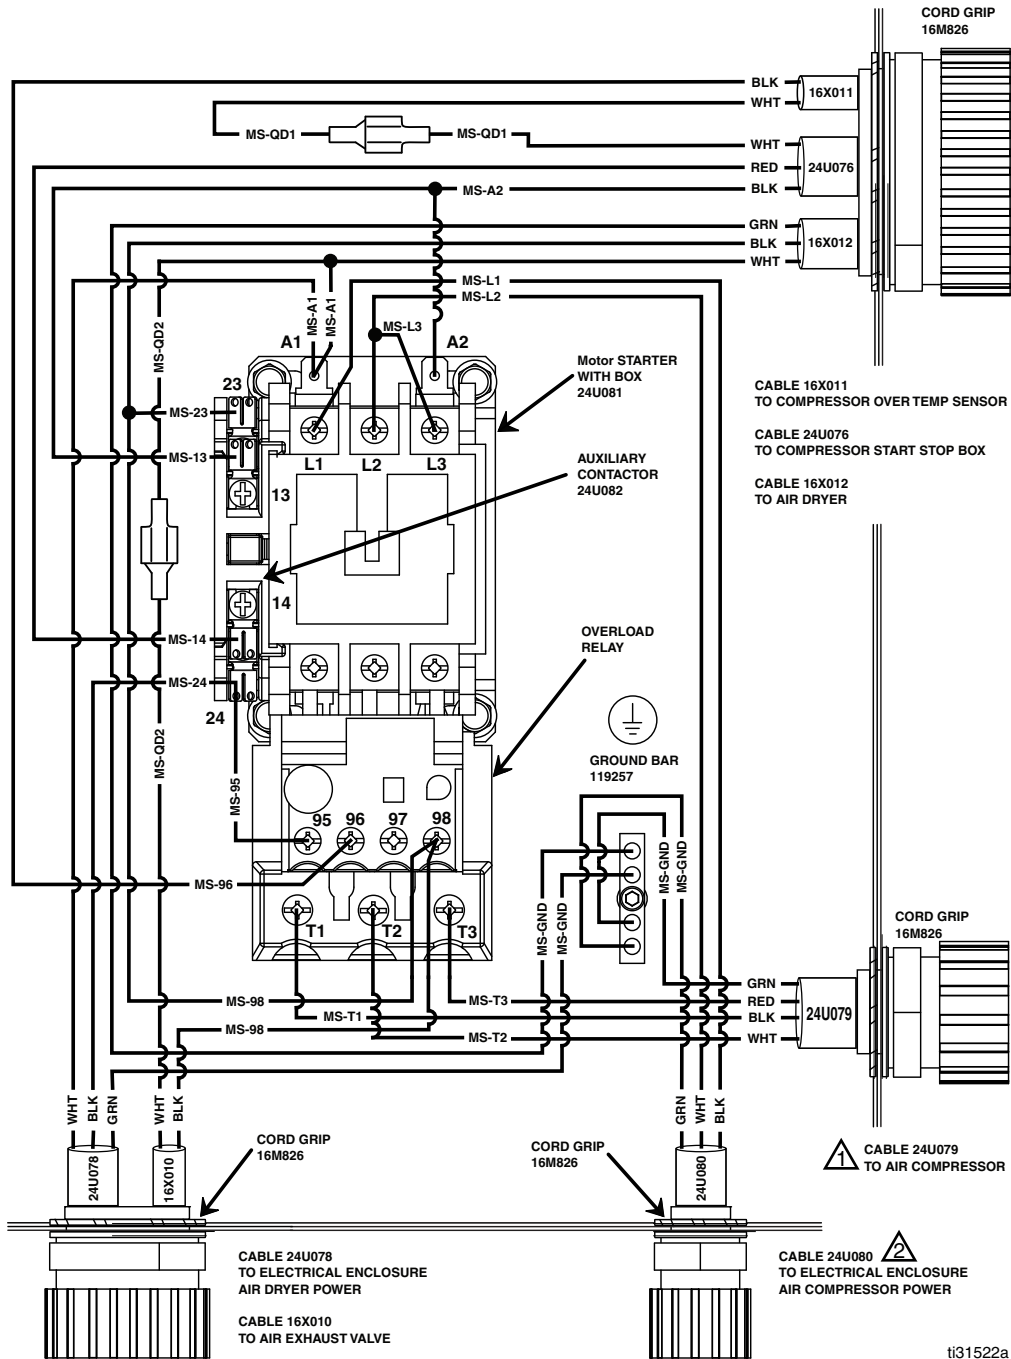 CORD GRIP
16M826
BLK
WHT
16X011
MS-QD1
MS-QD1
WHT
RED
BLK
24U076
MS-A2
GRN
BLK
WHT
16X012
MS-L1
MS-L2
MS-A1
MS-A1
MS-L3
MS-QD2
A1
A2
Motor STARTER
WITH BOX
24U081
CABLE 16X011
TO COMPRESSOR OVER TEMP SENSOR
CABLE 24U076
TO COMPRESSOR START STOP BOX
CABLE 16X012
TO AIR DRYER
23
MS-23
MS-13
L1
L2
L3
13
AUXILIARY
CONTACTOR
24U082
14
MS-14
MS-24
24
OVERLOAD
RELAY
MS-QD2
MS-95
GROUND BAR
119257
95
96
97
98
MS-96
MS-GND
MS-GND
MS-GND
MS-GND
T1
T2
T3
CORD GRIP
16M826
MS-98
MS-T3
MS-T1
MS-98
MS-T2
GRN
RED
BLK
WHT
24U079
WHT
BLK
GRN
WHT
BLK
GRN
WHT
BLK
24U078
16X010
CORD GRIP
16M826
CORD GRIP
16M826
24U080
1
CABLE 24U079
TO AIR COMPRESSOR
CABLE 24U078
TO ELECTRICAL ENCLOSURE
AIR DRYER POWER
CABLE 16X010
TO AIR EXHAUST VALVE
CABLE 24U080
2
TO ELECTRICAL ENCLOSURE
AIR COMPRESSOR POWER
ti31522a